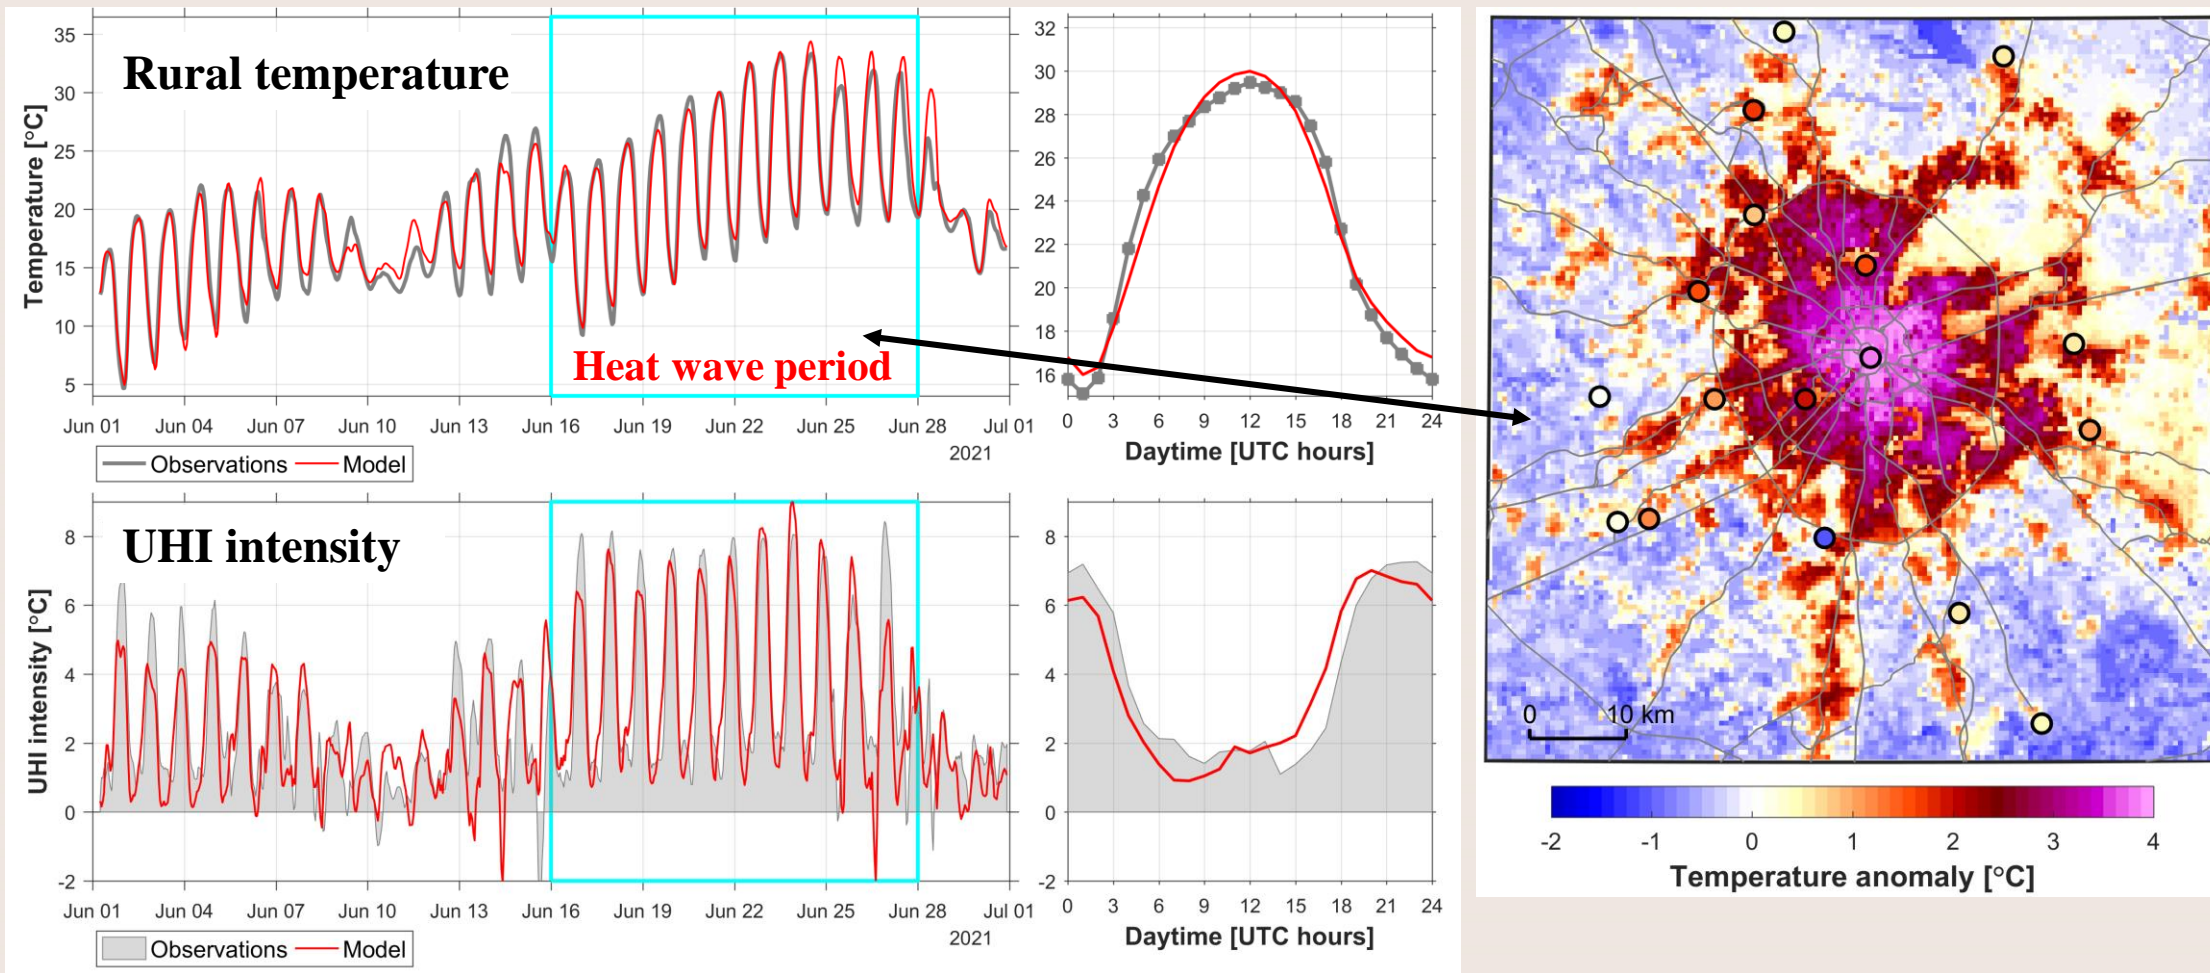 Rural temperature
Temperature [°C]
35
30
25
20
15
10
5
Heat wave period
Jun 01 Jun 04 Jun 07 Jun 10 Jun 13 Jun 16 Jun 19 Jun 22 Jun 25 Jun 28 Jul 01
2021
Observations Model
32
30
28
26
24
22
20
18
16
0 3 6 9 12 15 18 21 24
Daytime [UTC hours]
UHI intensity
UHI intensity [°C]
8
6
4
2
0
-2
Jun 01 Jun 04 Jun 07 Jun 10 Jun 13 Jun 16 Jun 19 Jun 22 Jun 25 Jun 28 Jul 01
2021
Observations Model
8
6
4
2
0
-2
0 3 6 9 12 15 18 21 24
Daytime [UTC hours]
0 10 km
-2 -1 0 1 2 3 4
Temperature anomaly [°C]